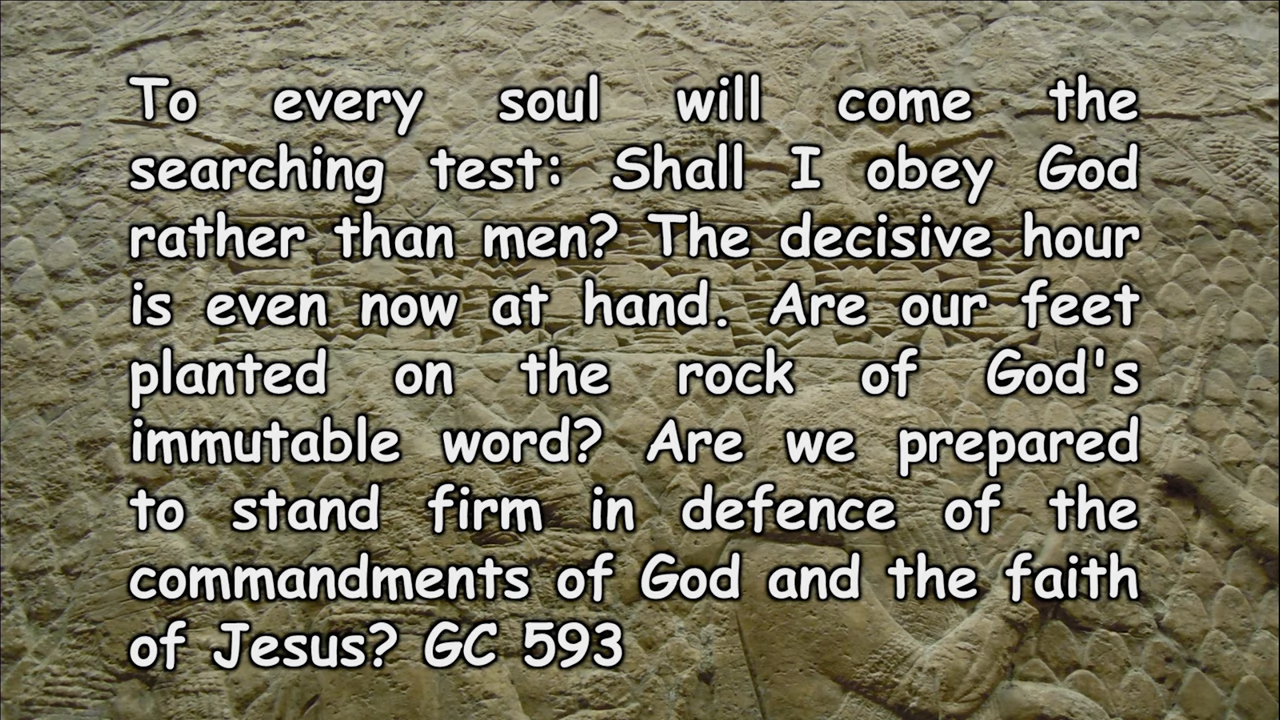 To every soul will come the
searching test: Shall I obey God
rather than men? The decisive hour
is even now at hand. Are our feet
planted on the rock of God's
immutable word? Are we prepared
to stand firm in defence of the
commandments of God and the faith
of Jesus? GC 593